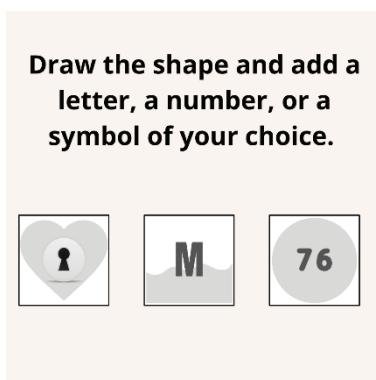 Draw the shape and add a
letter, a number, or a
symbol of your choice.
M 76